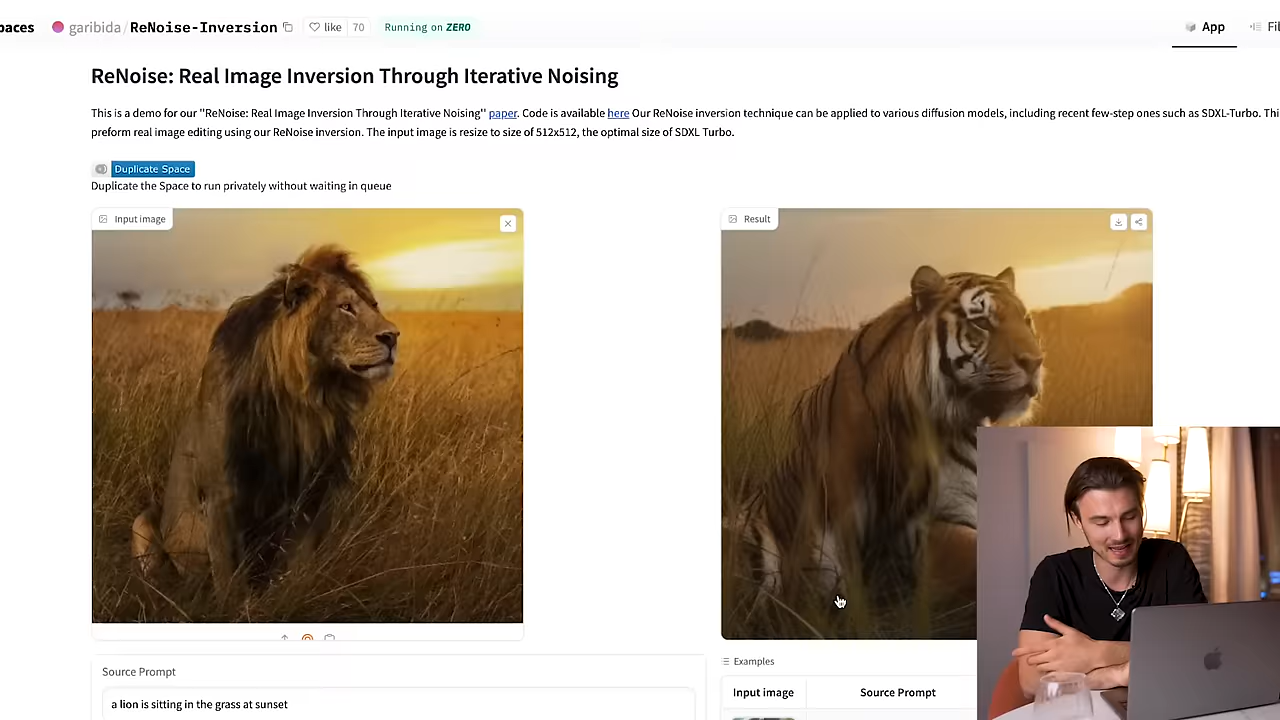 paces garibida/ReNoise-Inversion like 70 Running on ZERO App Fil
ReNoise: Real Image Inversion Through Iterative Noising
This is a demo for our "ReNoise: Real Image Inversion Through Iterative Noising" paper. Code is available here Our ReNoise inversion technique can be applied to various diffusion models, including recent few-step ones such as SDXL-Turbo. Thi
preform real image editing using our ReNoise inversion. The input image is resize to size of 512x512, the optimal size of SDXL Turbo.
Duplicate Space
Duplicate the Space to run privately without waiting in queue
Input image
Result
Source Prompt
a lion is sitting in the grass at sunset
Examples
Input image Source Prompt